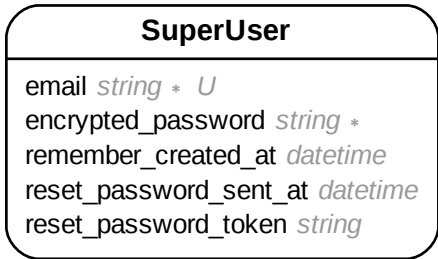 SuperUser
email string * U
encrypted_password string *
remember_created_at datetime
reset_password_sent_at datetime
reset_password_token string